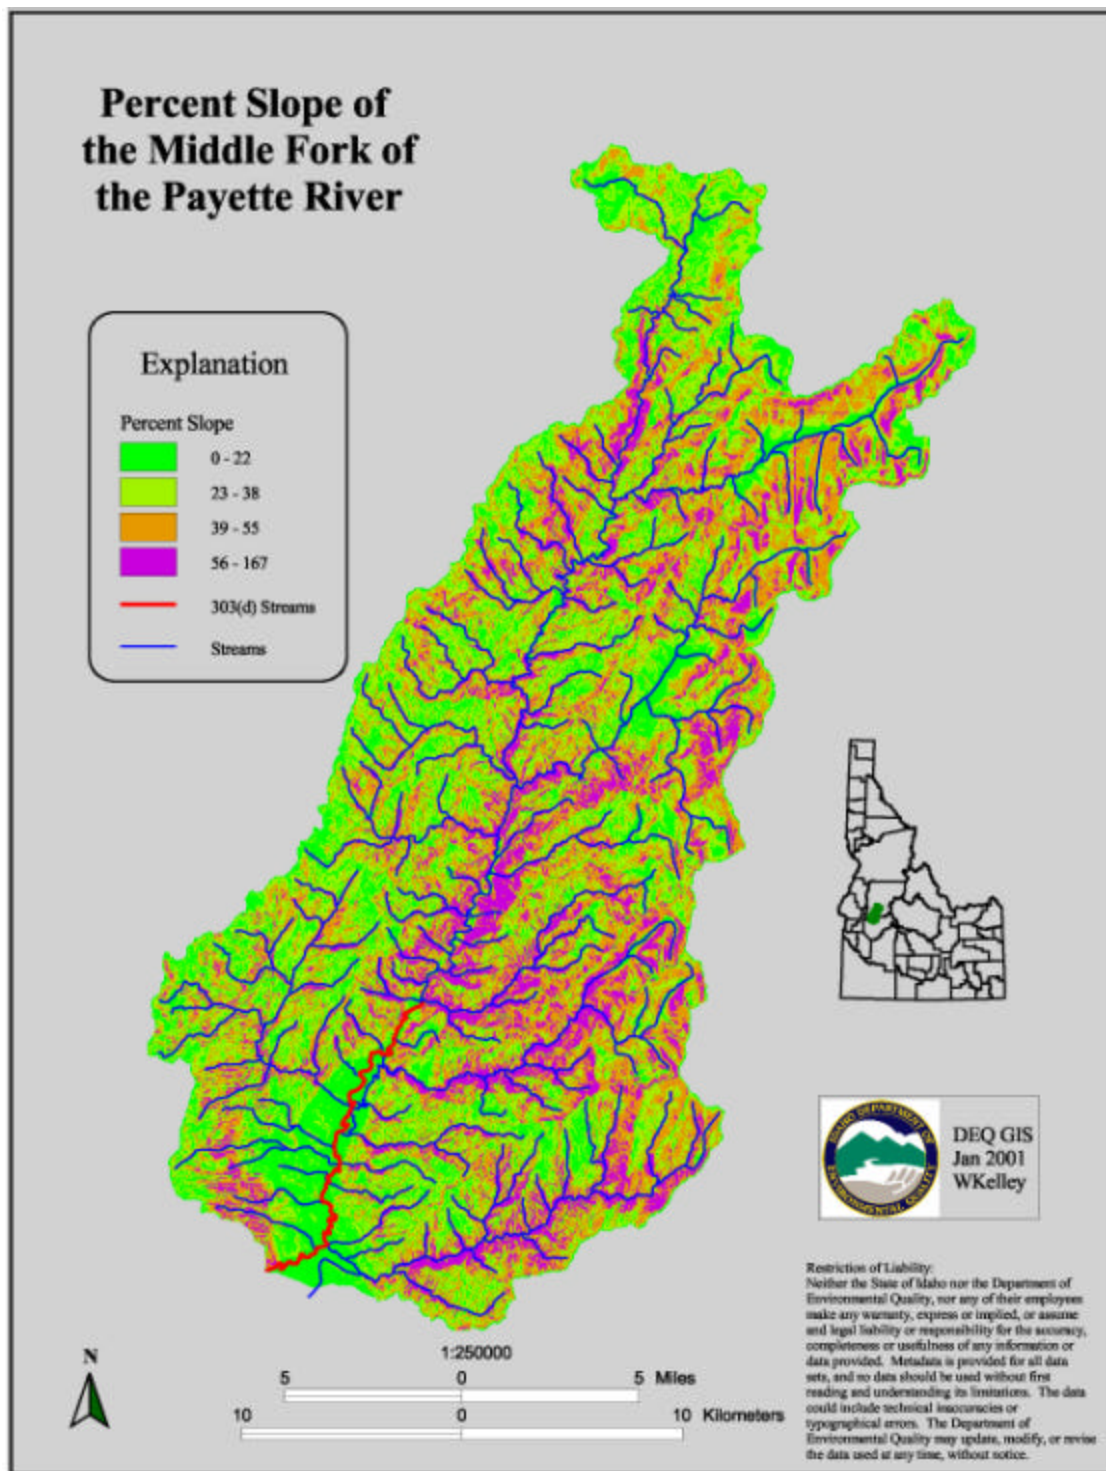 Percent Slope of
the Middle Fork of
the Payette River
Explanation
Percent Slope
0 - 22
23 - 38
39 - 55
56 - 167
303(d) Streams
Streams
IDAHO DEPARTMENT OF
ENVIRONMENTAL QUALITY
DEQ GIS
Jan 2001
WKelley
Restriction of Liability:
Neither the State of Idaho nor the Department of
Environmental Quality, nor any of their employees
make any warranty, express or implied, or assume
and legal liability or responsibility for the accuracy,
completeness or usefulness of any information or
data provided. Metadata is provided for all data
sets, and no data should be used without first
reading and understanding its limitations. The data
could include technical inaccuracies or
typographical errors. The Department of
Environmental Quality may update, modify, or revise
the data used at any time, without notice.
N
1:250000
5 0 5 Miles
10 0 10 Kilometers